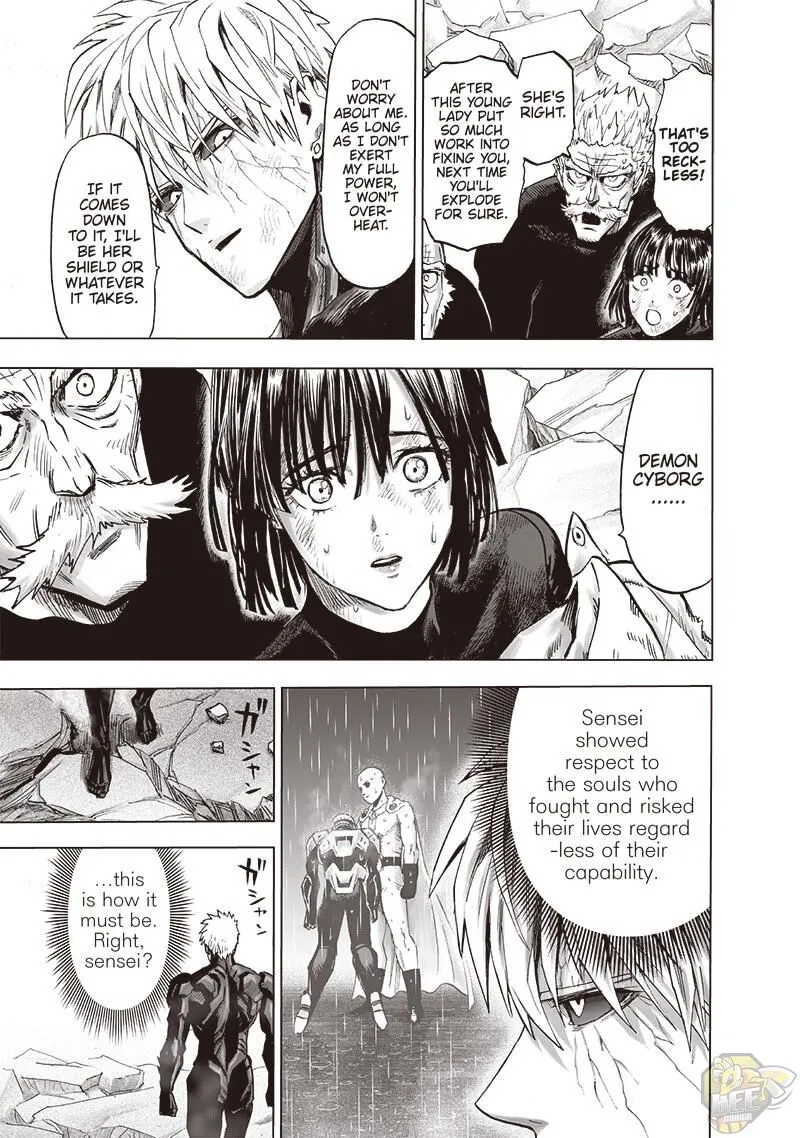 THAT'S
TOO
RECK-
LESS!
SHE'S
RIGHT.
AFTER
THIS YOUNG
LADY PUT
SO MUCH
WORK INTO
FIXING YOU,
NEXT TIME
YOU'LL
EXPLODE
FOR SURE.
DON'T
WORRY
ABOUT ME.
AS LONG
AS I DON'T
EXERT
MY FULL
POWER,
I WON'T
OVER-
HEAT.
IF IT
COMES
DOWN
TO IT, I'LL
BE HER
SHIELD OR
WHATEVER
IT TAKES.
DEMON
CYBORG
......
Sensei
showed
respect to
the souls who
fought and risked
their lives regard
-less of their
capability.
ガシャン
ガシャン
...this
is how it
must be.
Right,
sensei?
BEE
MANGA